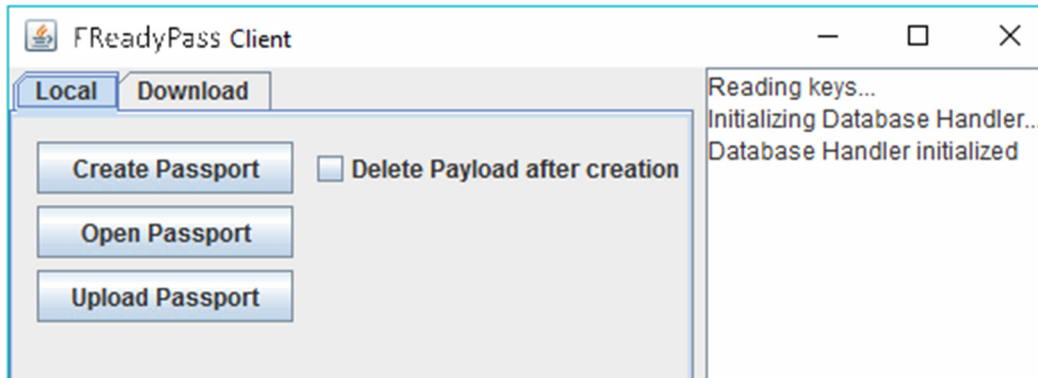 FReadyPass Client
Local
Download
Create Passport
Delete Payload after creation
Open Passport
Upload Passport
Reading keys...
Initializing Database Handler...
Database Handler initialized